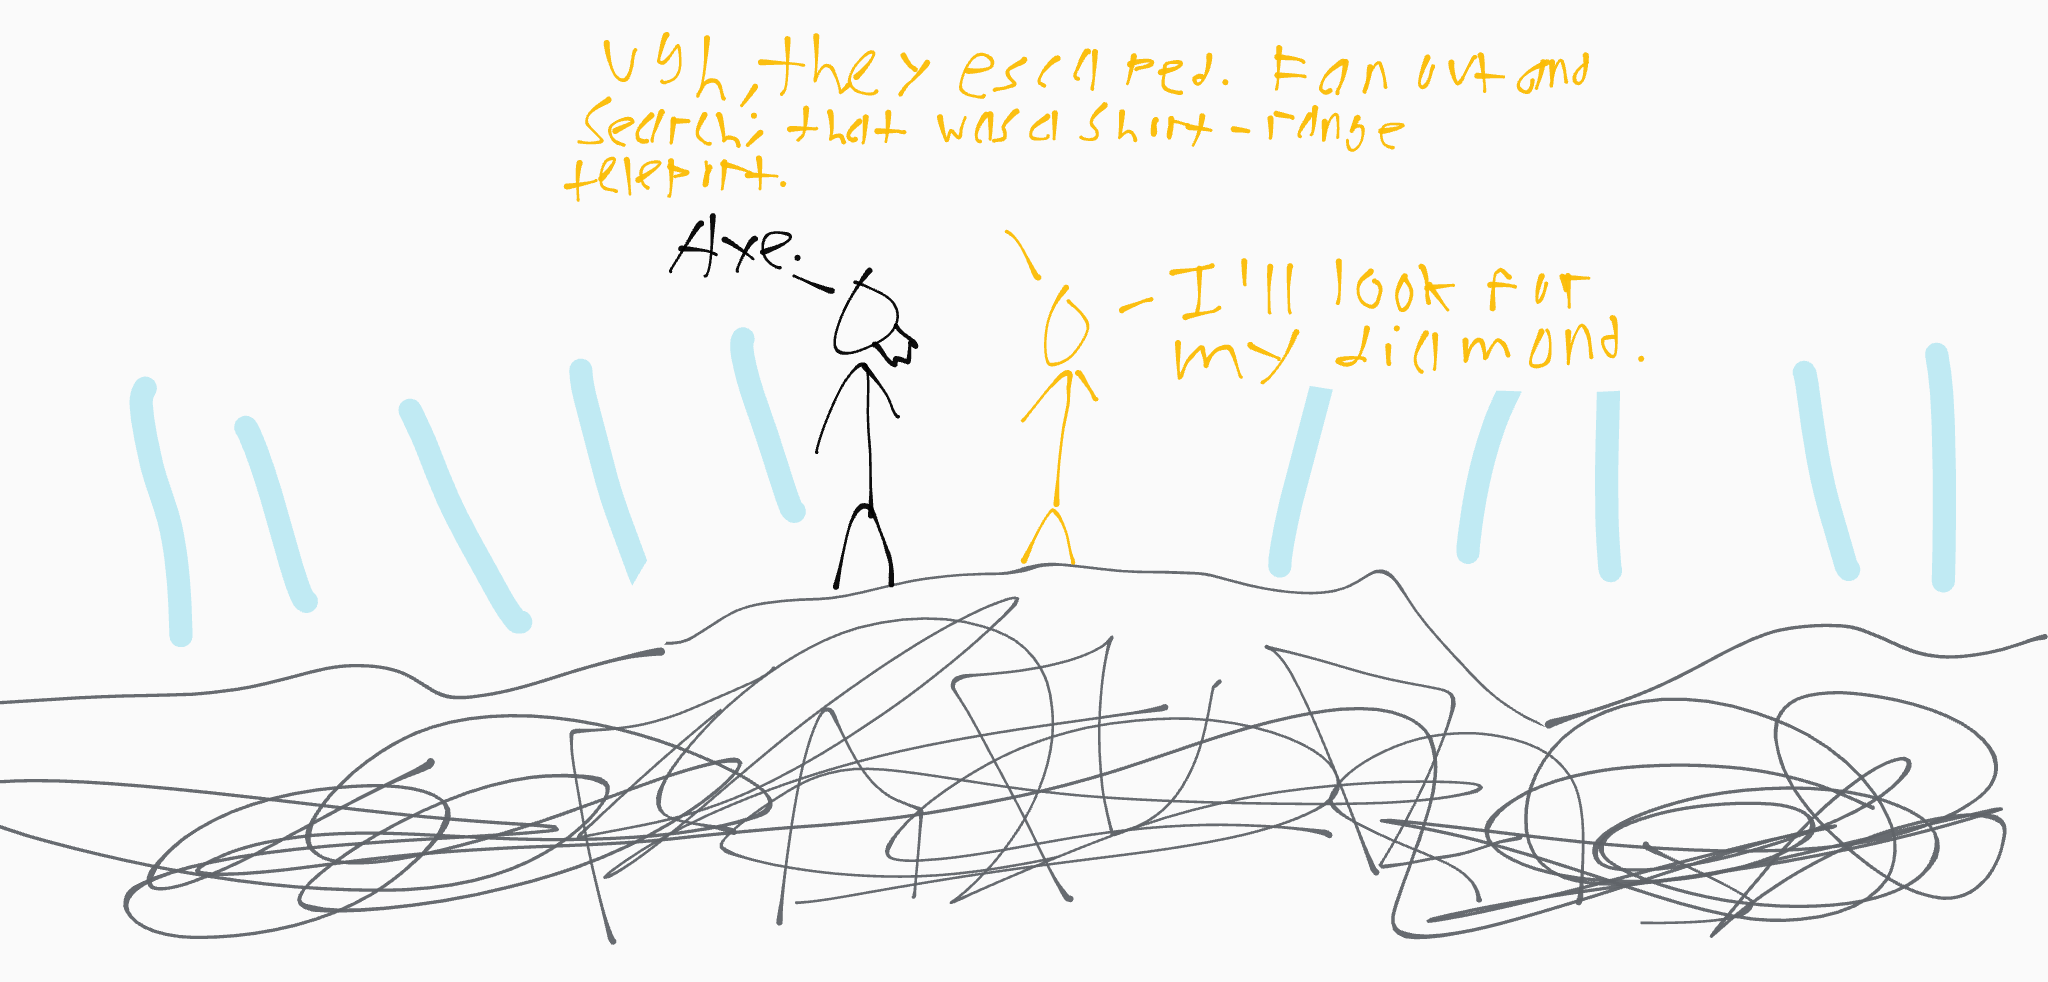 Ugh, they escaped. Fan out and
search; that was a short-range
teleport.
Axe.
I'll look for
my diamond.